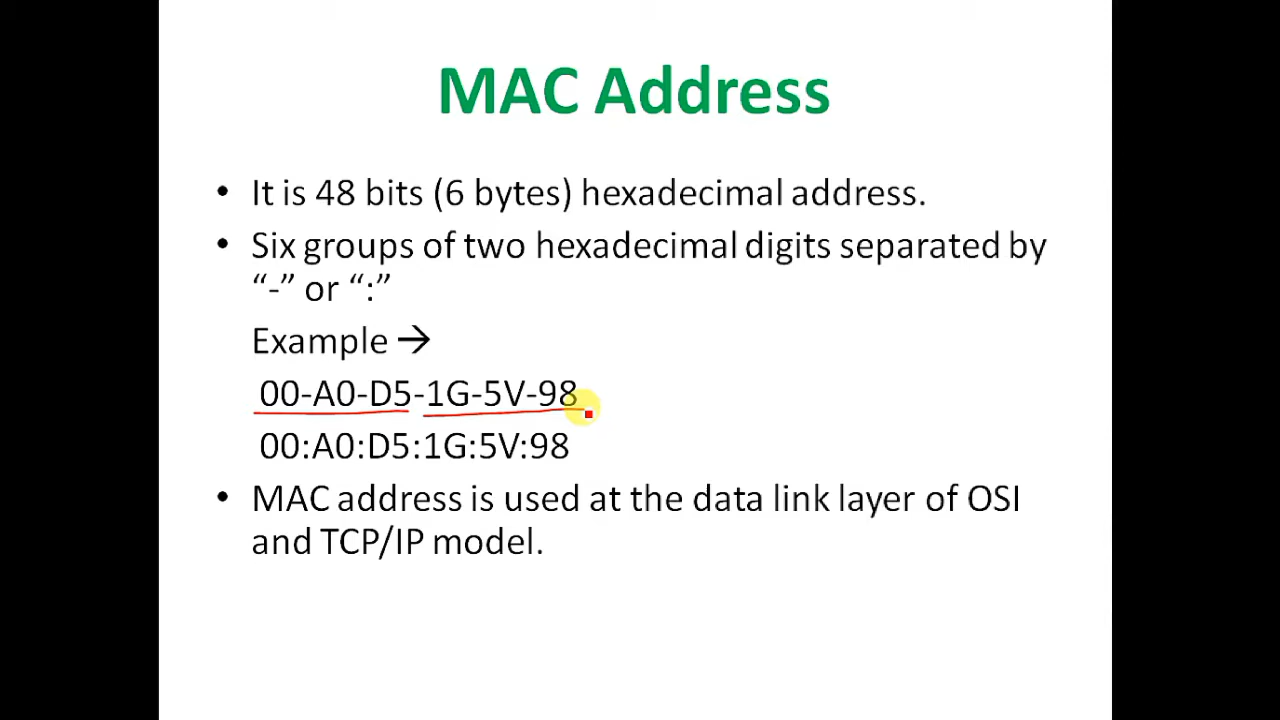 MAC Address
• It is 48 bits (6 bytes) hexadecimal address.
• Six groups of two hexadecimal digits separated by
“-” or “:”
Example →
00-A0-D5-1G-5V-98
00:A0:D5:1G:5V:98
• MAC address is used at the data link layer of OSI
and TCP/IP model.